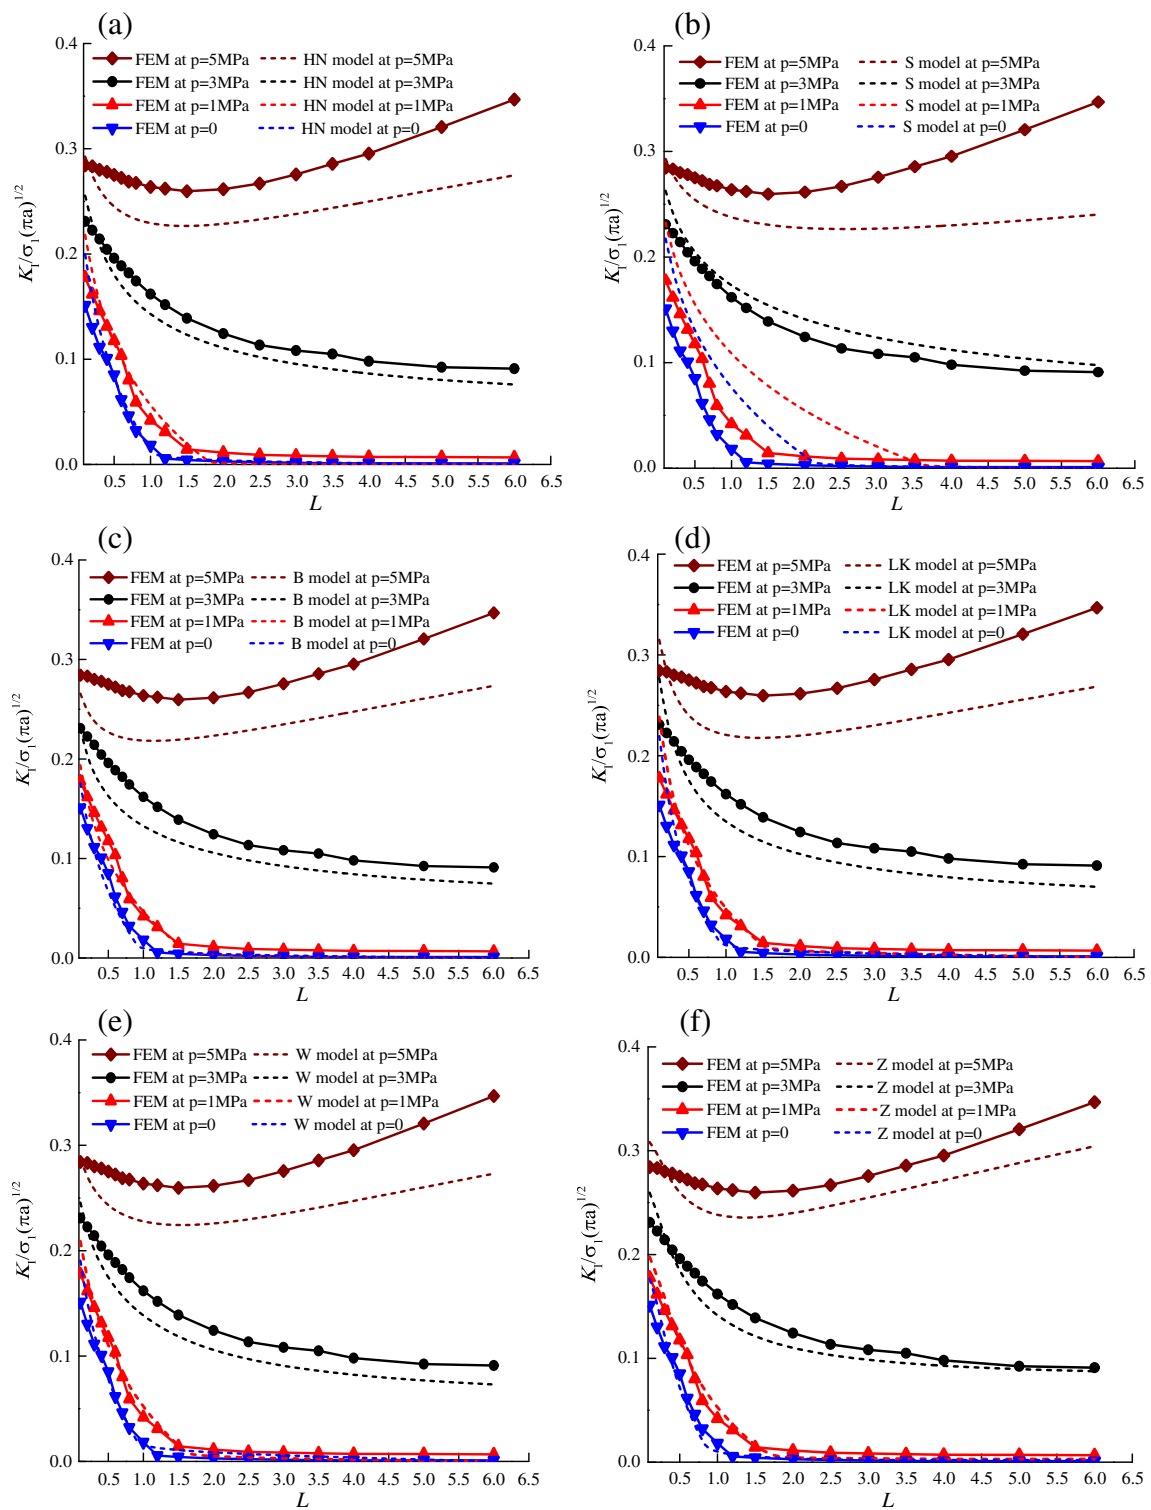 (a)
0.4
FEM at p=5MPa HN model at p=5MPa
FEM at p=3MPa HN model at p=3MPa
FEM at p=1MPa HN model at p=1MPa
FEM at p=0 HN model at p=0
0.3
0.2
0.1
0.0
K_I/σ_1(πa)^1/2
0.5 1.0 1.5 2.0 2.5 3.0 3.5 4.0 4.5 5.0 5.5 6.0 6.5
L
(b)
0.4
FEM at p=5MPa S model at p=5MPa
FEM at p=3MPa S model at p=3MPa
FEM at p=1MPa S model at p=1MPa
FEM at p=0 S model at p=0
0.3
0.2
0.1
0.0
K_I/σ_1(πa)^1/2
0.5 1.0 1.5 2.0 2.5 3.0 3.5 4.0 4.5 5.0 5.5 6.0 6.5
L
(c)
0.4
FEM at p=5MPa B model at p=5MPa
FEM at p=3MPa B model at p=3MPa
FEM at p=1MPa B model at p=1MPa
FEM at p=0 B model at p=0
0.3
0.2
0.1
0.0
K_I/σ_1(πa)^1/2
0.5 1.0 1.5 2.0 2.5 3.0 3.5 4.0 4.5 5.0 5.5 6.0 6.5
L
(d)
0.4
FEM at p=5MPa LK model at p=5MPa
FEM at p=3MPa LK model at p=3MPa
FEM at p=1MPa LK model at p=1MPa
FEM at p=0 LK model at p=0
0.3
0.2
0.1
0.0
K_I/σ_1(πa)^1/2
0.5 1.0 1.5 2.0 2.5 3.0 3.5 4.0 4.5 5.0 5.5 6.0 6.5
L
(e)
0.4
FEM at p=5MPa W model at p=5MPa
FEM at p=3MPa W model at p=3MPa
FEM at p=1MPa W model at p=1MPa
FEM at p=0 W model at p=0
0.3
0.2
0.1
0.0
K_I/σ_1(πa)^1/2
0.5 1.0 1.5 2.0 2.5 3.0 3.5 4.0 4.5 5.0 5.5 6.0 6.5
L
(f)
0.4
FEM at p=5MPa Z model at p=5MPa
FEM at p=3MPa Z model at p=3MPa
FEM at p=1MPa Z model at p=1MPa
FEM at p=0 Z model at p=0
0.3
0.2
0.1
0.0
K_I/σ_1(πa)^1/2
0.5 1.0 1.5 2.0 2.5 3.0 3.5 4.0 4.5 5.0 5.5 6.0 6.5
L